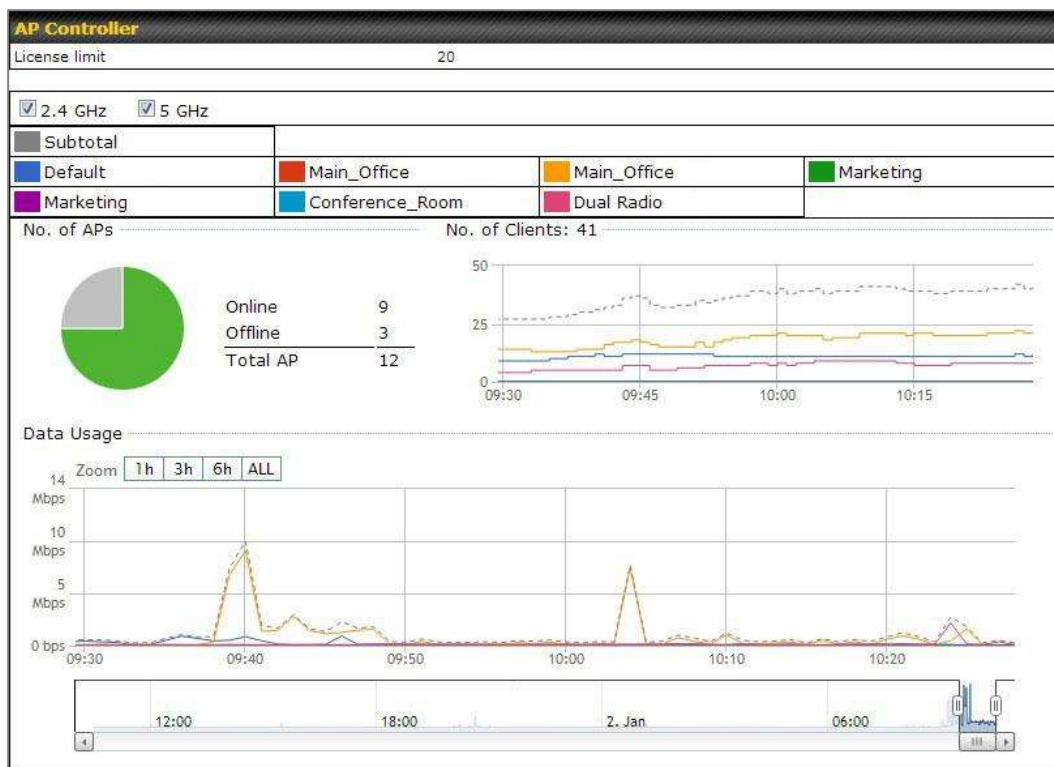 AP Controller
License limit 20
2.4 GHz 5 GHz
Subtotal
Default Main_Office Main_Office Marketing
Marketing Conference_Room Dual Radio
No. of APs No. of Clients: 41
Online 9
Offline 3
Total AP 12
50
25
0
09:30 09:45 10:00 10:15
Data Usage
Zoom 1h 3h 6h ALL
14
Mbps
10
Mbps
5
Mbps
0 bps
09:30 09:40 09:50 10:00 10:10 10:20
12:00 18:00 2. Jan 06:00